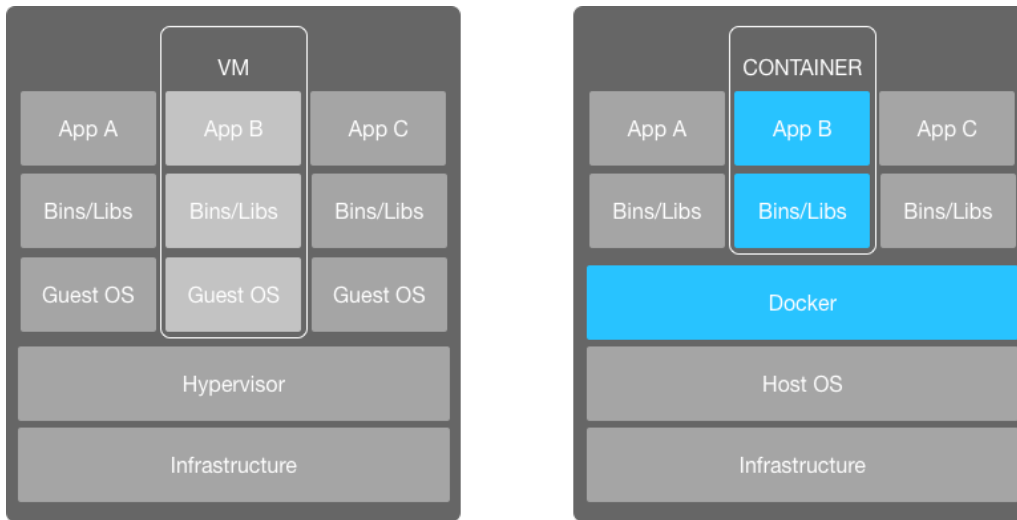 VM
App A
App B
App C
Bins/Libs
Bins/Libs
Bins/Libs
Guest OS
Guest OS
Guest OS
Hypervisor
Infrastructure
CONTAINER
App A
App B
App C
Bins/Libs
Bins/Libs
Bins/Libs
Docker
Host OS
Infrastructure